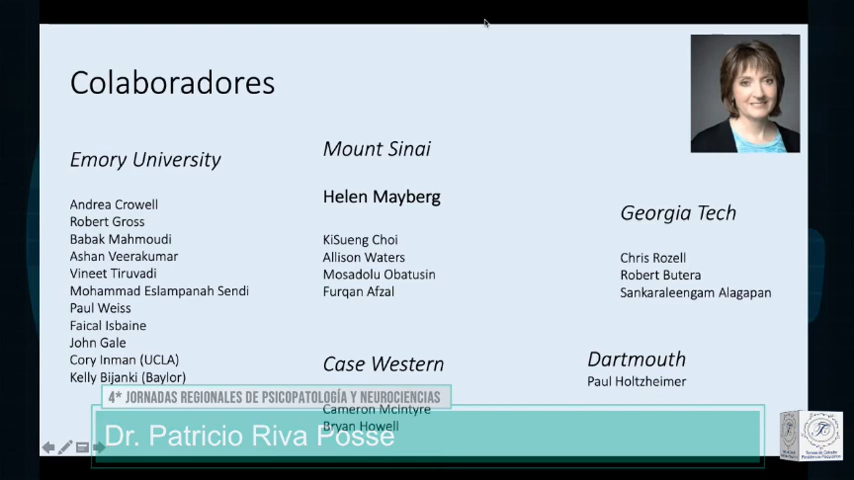 Colaboradores
Emory University
Andrea Crowell
Robert Gross
Babak Mahmoudi
Ashan Veerakumar
Vineet Tiruvadi
Mohammad Eslampanah Sendi
Paul Weiss
Faical Isbaine
John Gale
Cory Inman (UCLA)
Kelly Bijanki (Baylor)
Mount Sinai
Helen Mayberg
KiSueng Choi
Allison Waters
Mosadolu Obatusin
Furqan Afzal
Case Western
Cameron McIntyre
Bryan Howell
Georgia Tech
Chris Rozell
Robert Butera
Sankaraleengam Alagapan
Dartmouth
Paul Holtzheimer
4* JORNADAS REGIONALES DE PSICOPATOLOGÍA Y NEUROCIENCIAS
Dr. Patricio Riva Posse